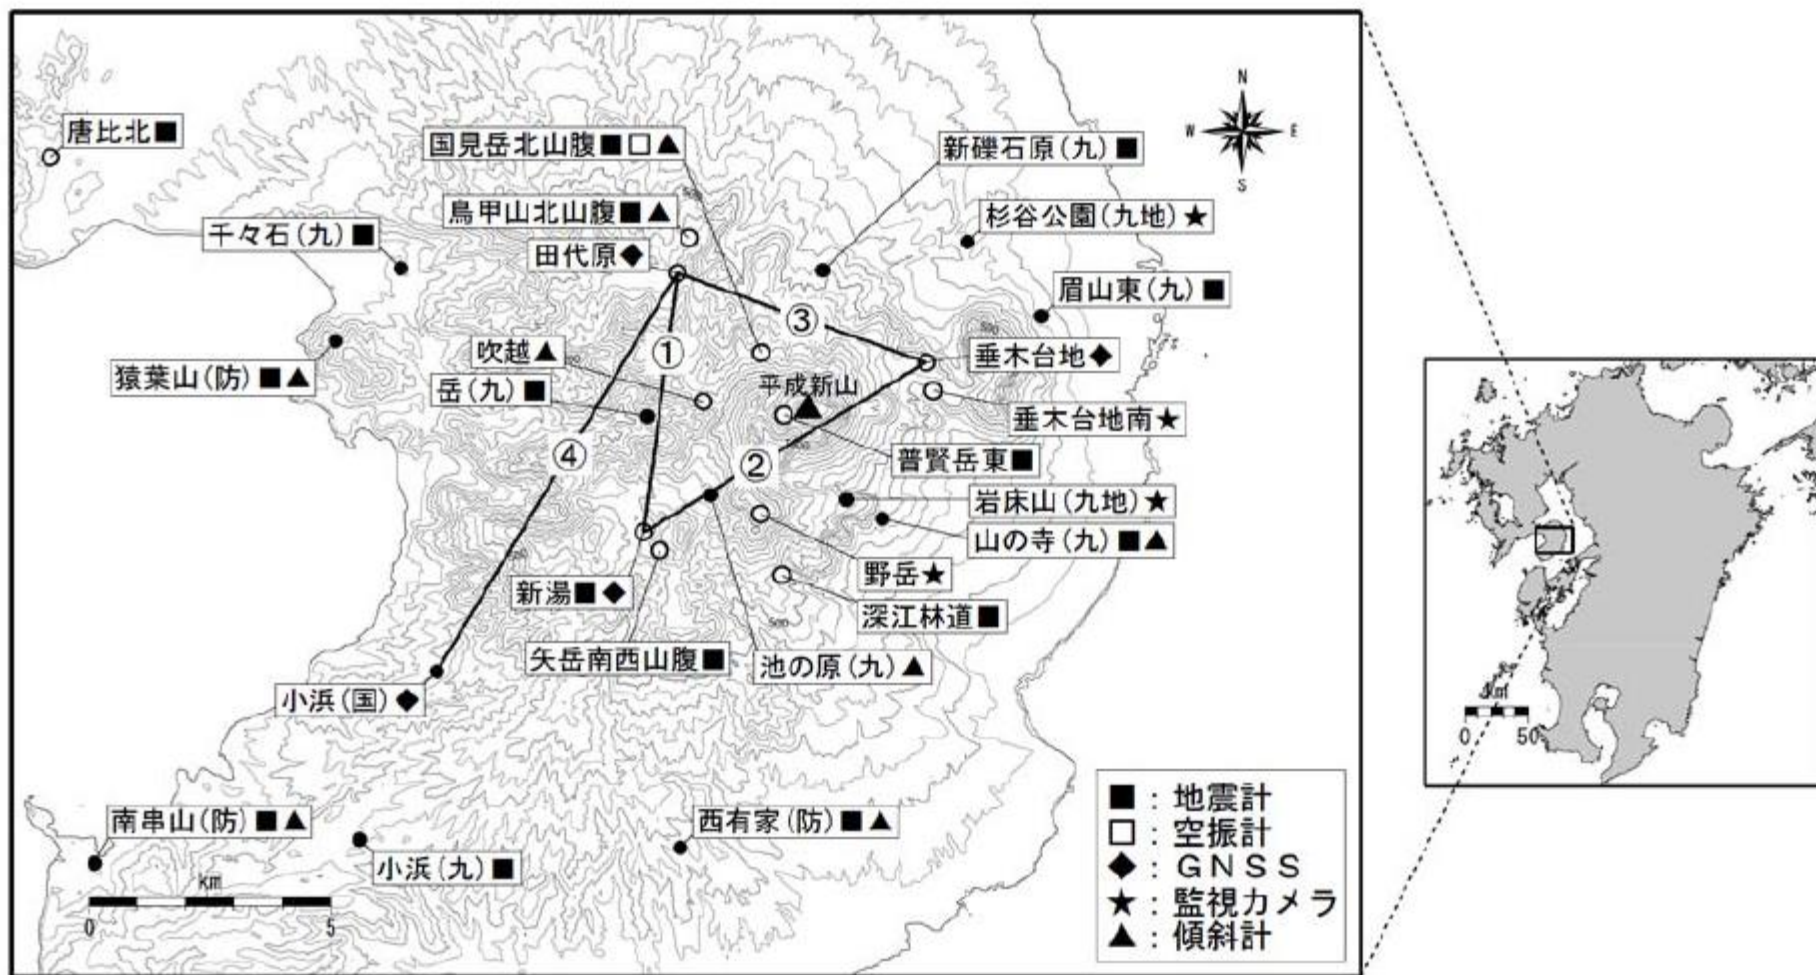 N
W E
S
唐比北■
国見岳北山腹■□▲
新礫石原(九)■
鳥甲山北山腹■▲
杉谷公園(九地)★
千々石(九)■
田代原◆
眉山東(九)■
③
①
吹越▲
垂木台地◆
猿葉山(防)■▲
岳(九)■
平成新山
垂木台地南★
④
②
普賢岳東■
岩床山(九地)★
山の寺(九)■▲
野岳★
新湯■◆
深江林道■
矢岳南西山腹■
池の原(九)▲
小浜(国)◆
南串山(防)■▲
西有家(防)■▲
小浜(九)■
km
0 5
500
500
500
500
■:地震計
□:空振計
◆:GNSS
★:監視カメラ
▲:傾斜計
km
0 50